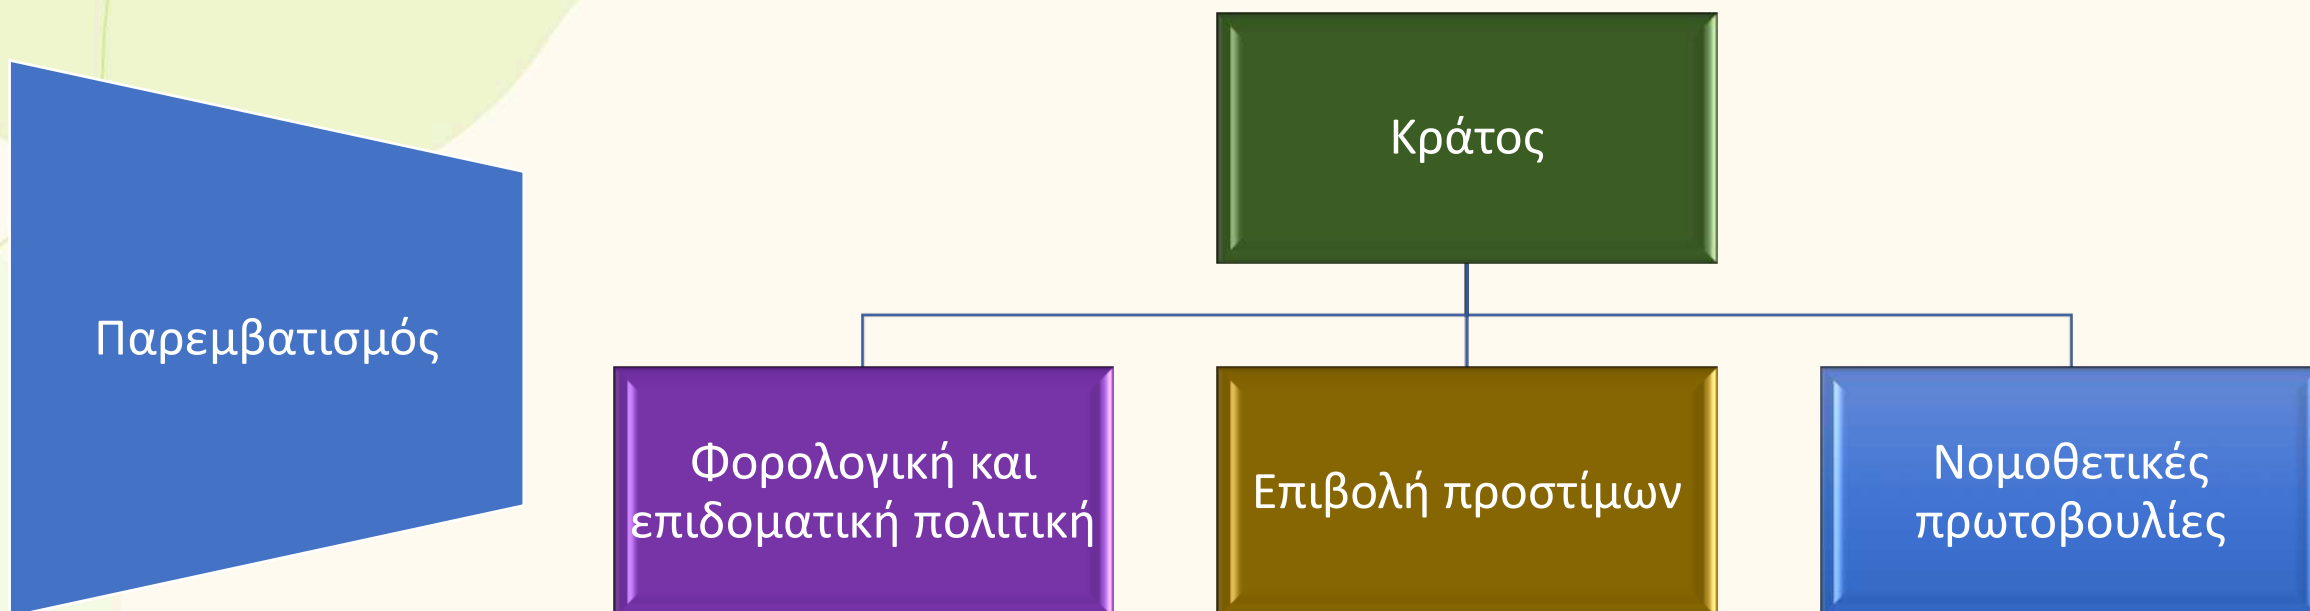 Παρεμβατισμός
Κράτος
Φορολογική και
επιδοματική πολιτική
Επιβολή προστίμων
Νομοθετικές
πρωτοβουλίες